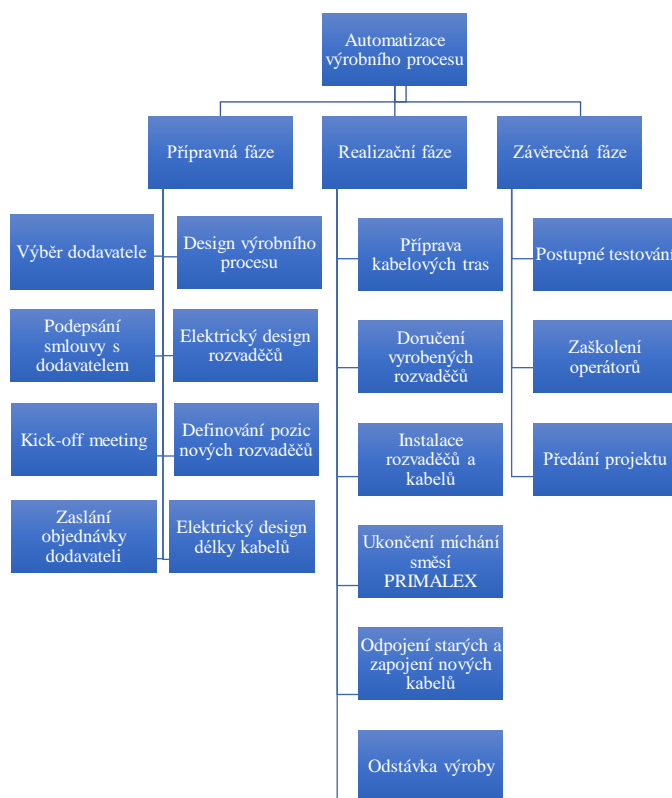 Automatizace
výrobního procesu
Přípravná fáze
Realizační fáze
Závěrečná fáze
Výběr dodavatele
Design výrobního
procesu
Podepsání
smlouvy s
dodavatelem
Elektrický design
rozvaděčů
Kick-off meeting
Definování pozic
nových rozvaděčů
Zaslání
objednávky
dodavateli
Elektrický design
délky kabelů
Příprava
kabelových tras
Doručení
vyrobených
rozvaděčů
Instalace
rozvaděčů a
kabelů
Ukončení míchání
směsí
PRIMALEX
Odpojení starých a
zapojení nových
kabelů
Odstávka výroby
Postupné testování
Zaškolení
operátorů
Předání projektu